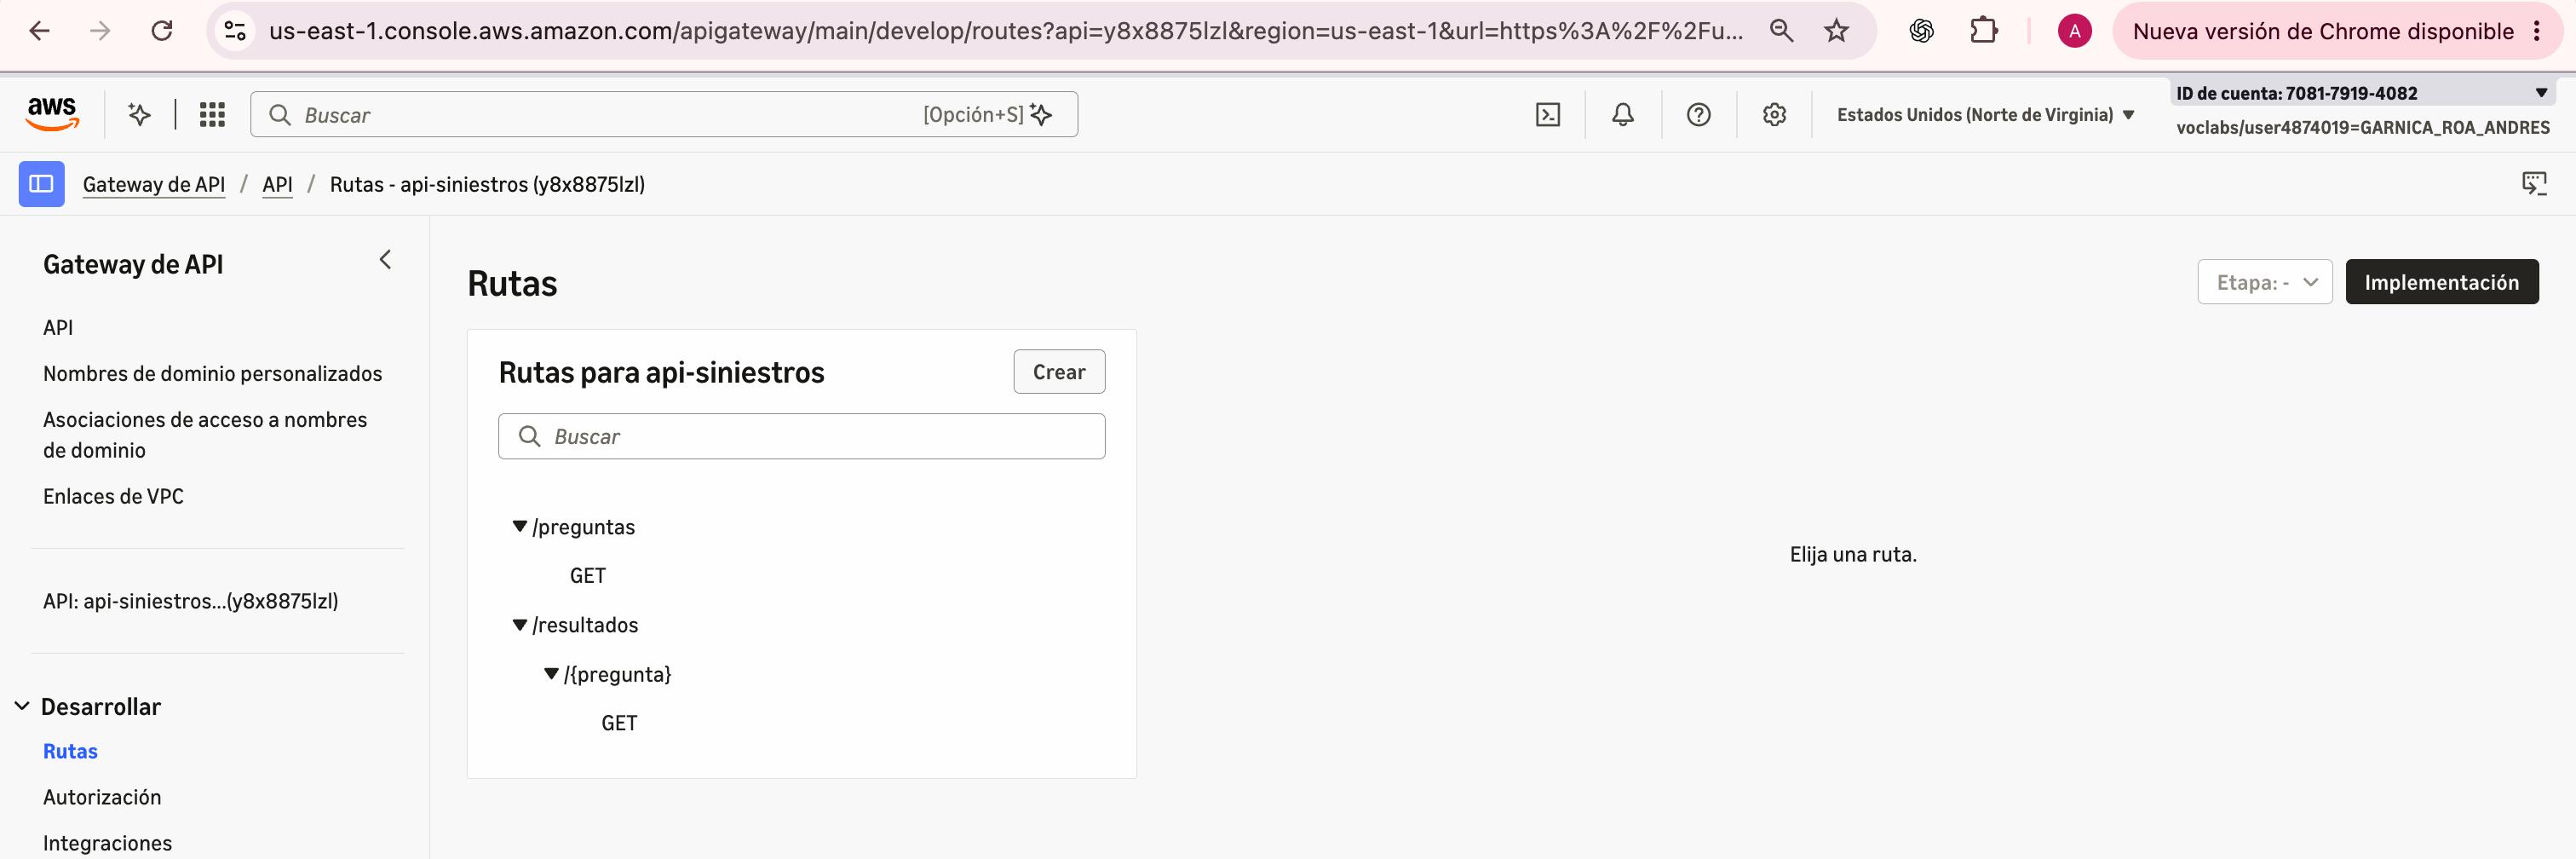 us-east-1.console.aws.amazon.com/apigateway/main/develop/routes?api=y8x8875lzl&region=us-east-1&url=https%3A%2F%2Fu...
A
Nueva versión de Chrome disponible
aws
Buscar
[Opción+S]
Estados Unidos (Norte de Virginia)
ID de cuenta: 7081-7919-4082
voclabs/user4874019=GARNICA_ROA_ANDRES
Gateway de API / API / Rutas - api-siniestros (y8x8875lzl)
Gateway de API
API
Nombres de dominio personalizados
Asociaciones de acceso a nombres
de dominio
Enlaces de VPC
API: api-siniestros...(y8x8875lzl)
Desarrollar
Rutas
Autorización
Integraciones
Rutas
Etapa: -
Implementación
Rutas para api-siniestros
Crear
Buscar
/preguntas
GET
/resultados
/{pregunta}
GET
Elija una ruta.